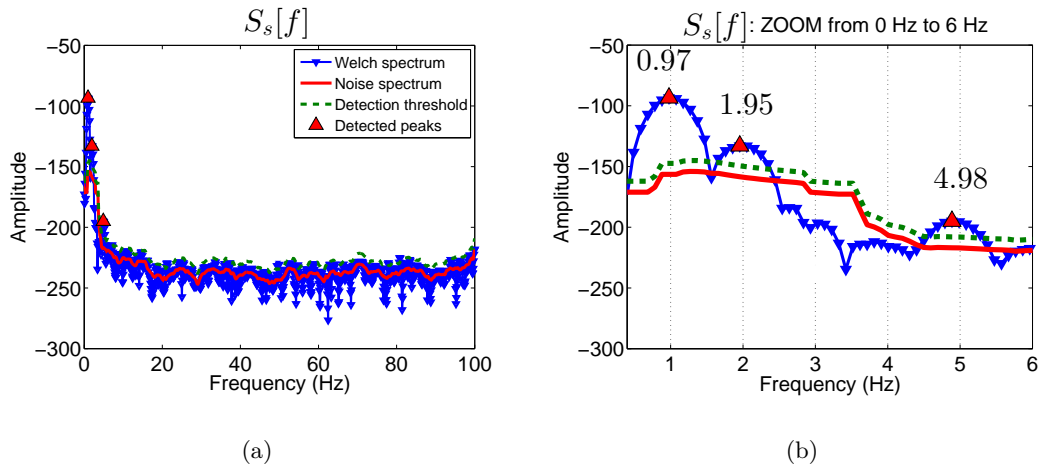 S_s[f]
−50
−100
−150
−200
−250
−300
Amplitude
0 20 40 60 80 100
Frequency (Hz)
Welch spectrum
Noise spectrum
Detection threshold
Detected peaks
(a)
S_s[f]: ZOOM from 0 Hz to 6 Hz
−50
−100
−150
−200
−250
−300
Amplitude
0.97
1.95
4.98
1 2 3 4 5 6
Frequency (Hz)
(b)